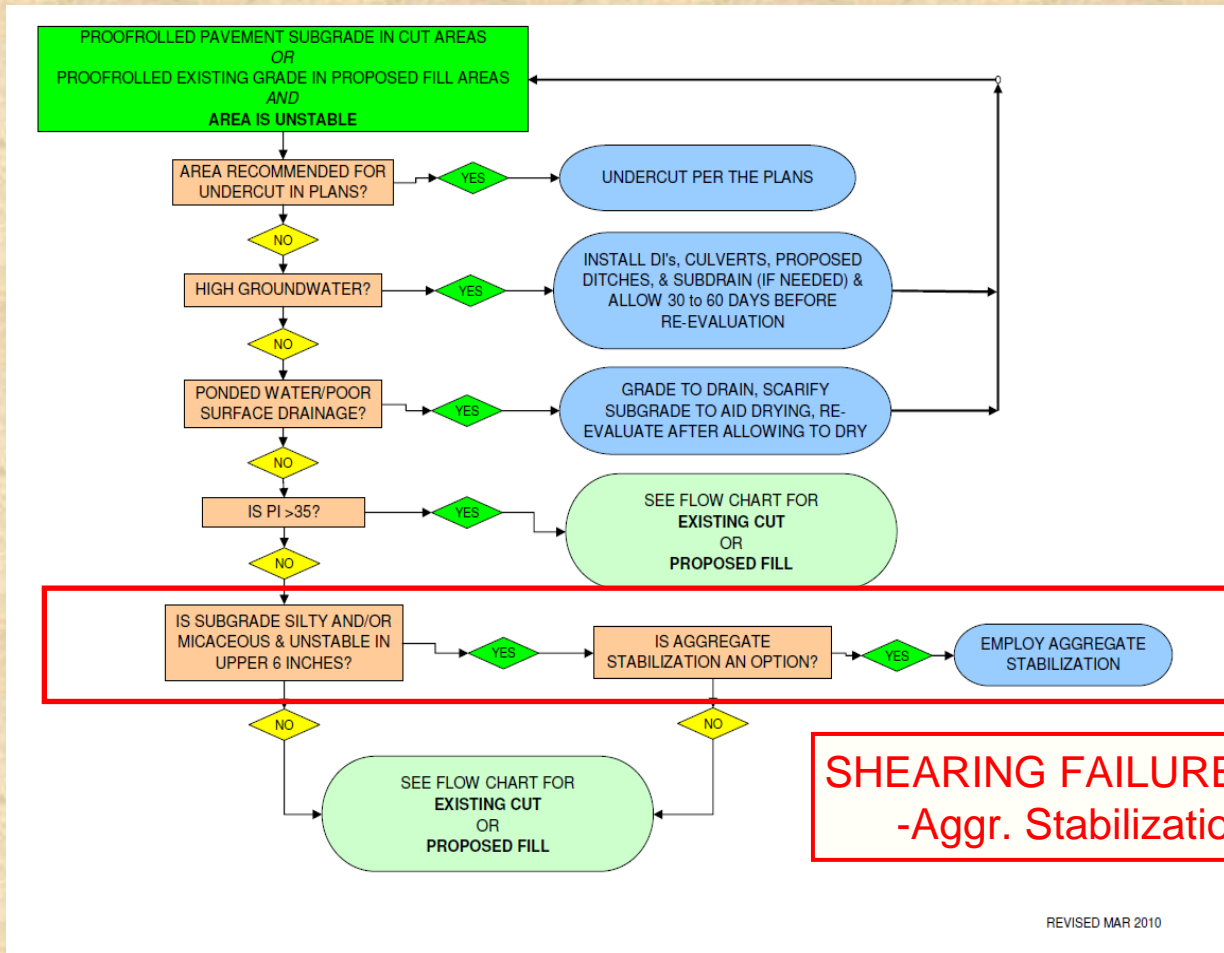 PROOFROLLED PAVEMENT SUBGRADE IN CUT AREAS
OR
PROOFROLLED EXISTING GRADE IN PROPOSED FILL AREAS
AND
AREA IS UNSTABLE
AREA RECOMMENDED FOR
UNDERCUT IN PLANS?
YES
UNDERCUT PER THE PLANS
NO
HIGH GROUNDWATER?
YES
INSTALL DI's, CULVERTS, PROPOSED
DITCHES, & SUBDRAIN (IF NEEDED) &
ALLOW 30 to 60 DAYS BEFORE
RE-EVALUATION
NO
PONDED WATER/POOR
SURFACE DRAINAGE?
YES
GRADE TO DRAIN, SCARIFY
SUBGRADE TO AID DRYING, RE-
EVALUATE AFTER ALLOWING TO DRY
NO
IS PI >35?
YES
SEE FLOW CHART FOR
EXISTING CUT
OR
PROPOSED FILL
NO
IS SUBGRADE SILTY AND/OR
MICACEOUS & UNSTABLE IN
UPPER 6 INCHES?
YES
IS AGGREGATE
STABILIZATION AN OPTION?
YES
EMPLOY AGGREGATE
STABILIZATION
NO
NO
SEE FLOW CHART FOR
EXISTING CUT
OR
PROPOSED FILL
SHEARING FAILURE
-Aggr. Stabilizatio
REVISED MAR 2010